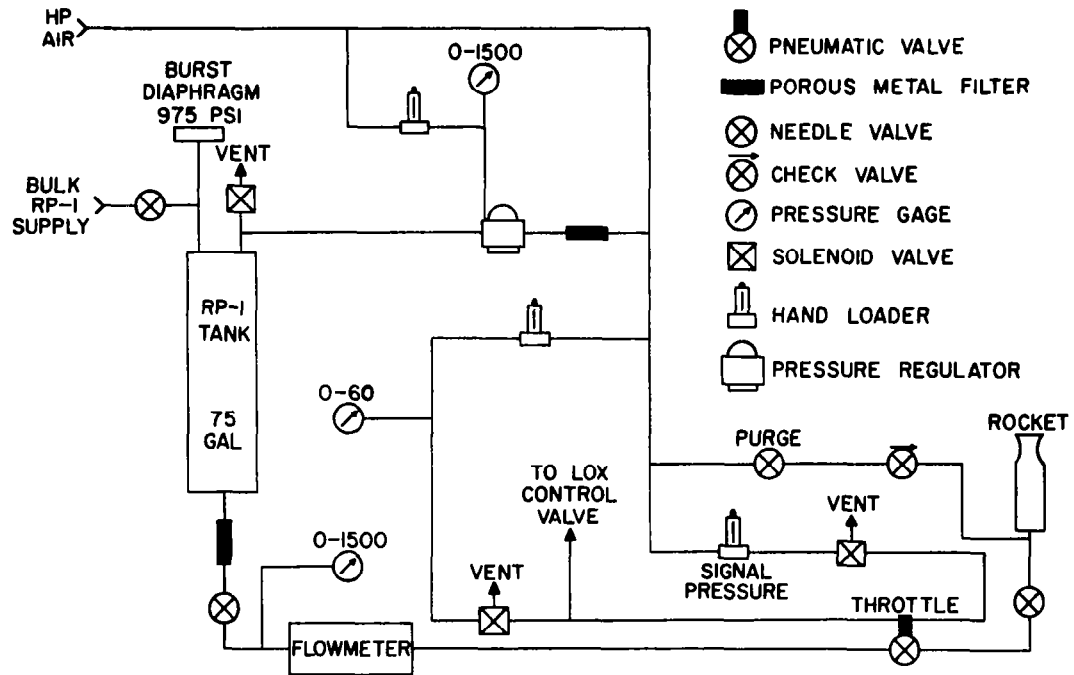 HP
AIR
BURST
DIAPHRAGM
975 PSI
VENT
BULK
RP-1
SUPPLY
0-1500
RP-1
TANK
75
GAL
0-60
0-1500
TO LOX
CONTROL
VALVE
VENT
FLOWMETER
PURGE
SIGNAL
PRESSURE
VENT
THROTTLE
ROCKET
PNEUMATIC VALVE
POROUS METAL FILTER
NEEDLE VALVE
CHECK VALVE
PRESSURE GAGE
SOLENOID VALVE
HAND LOADER
PRESSURE REGULATOR